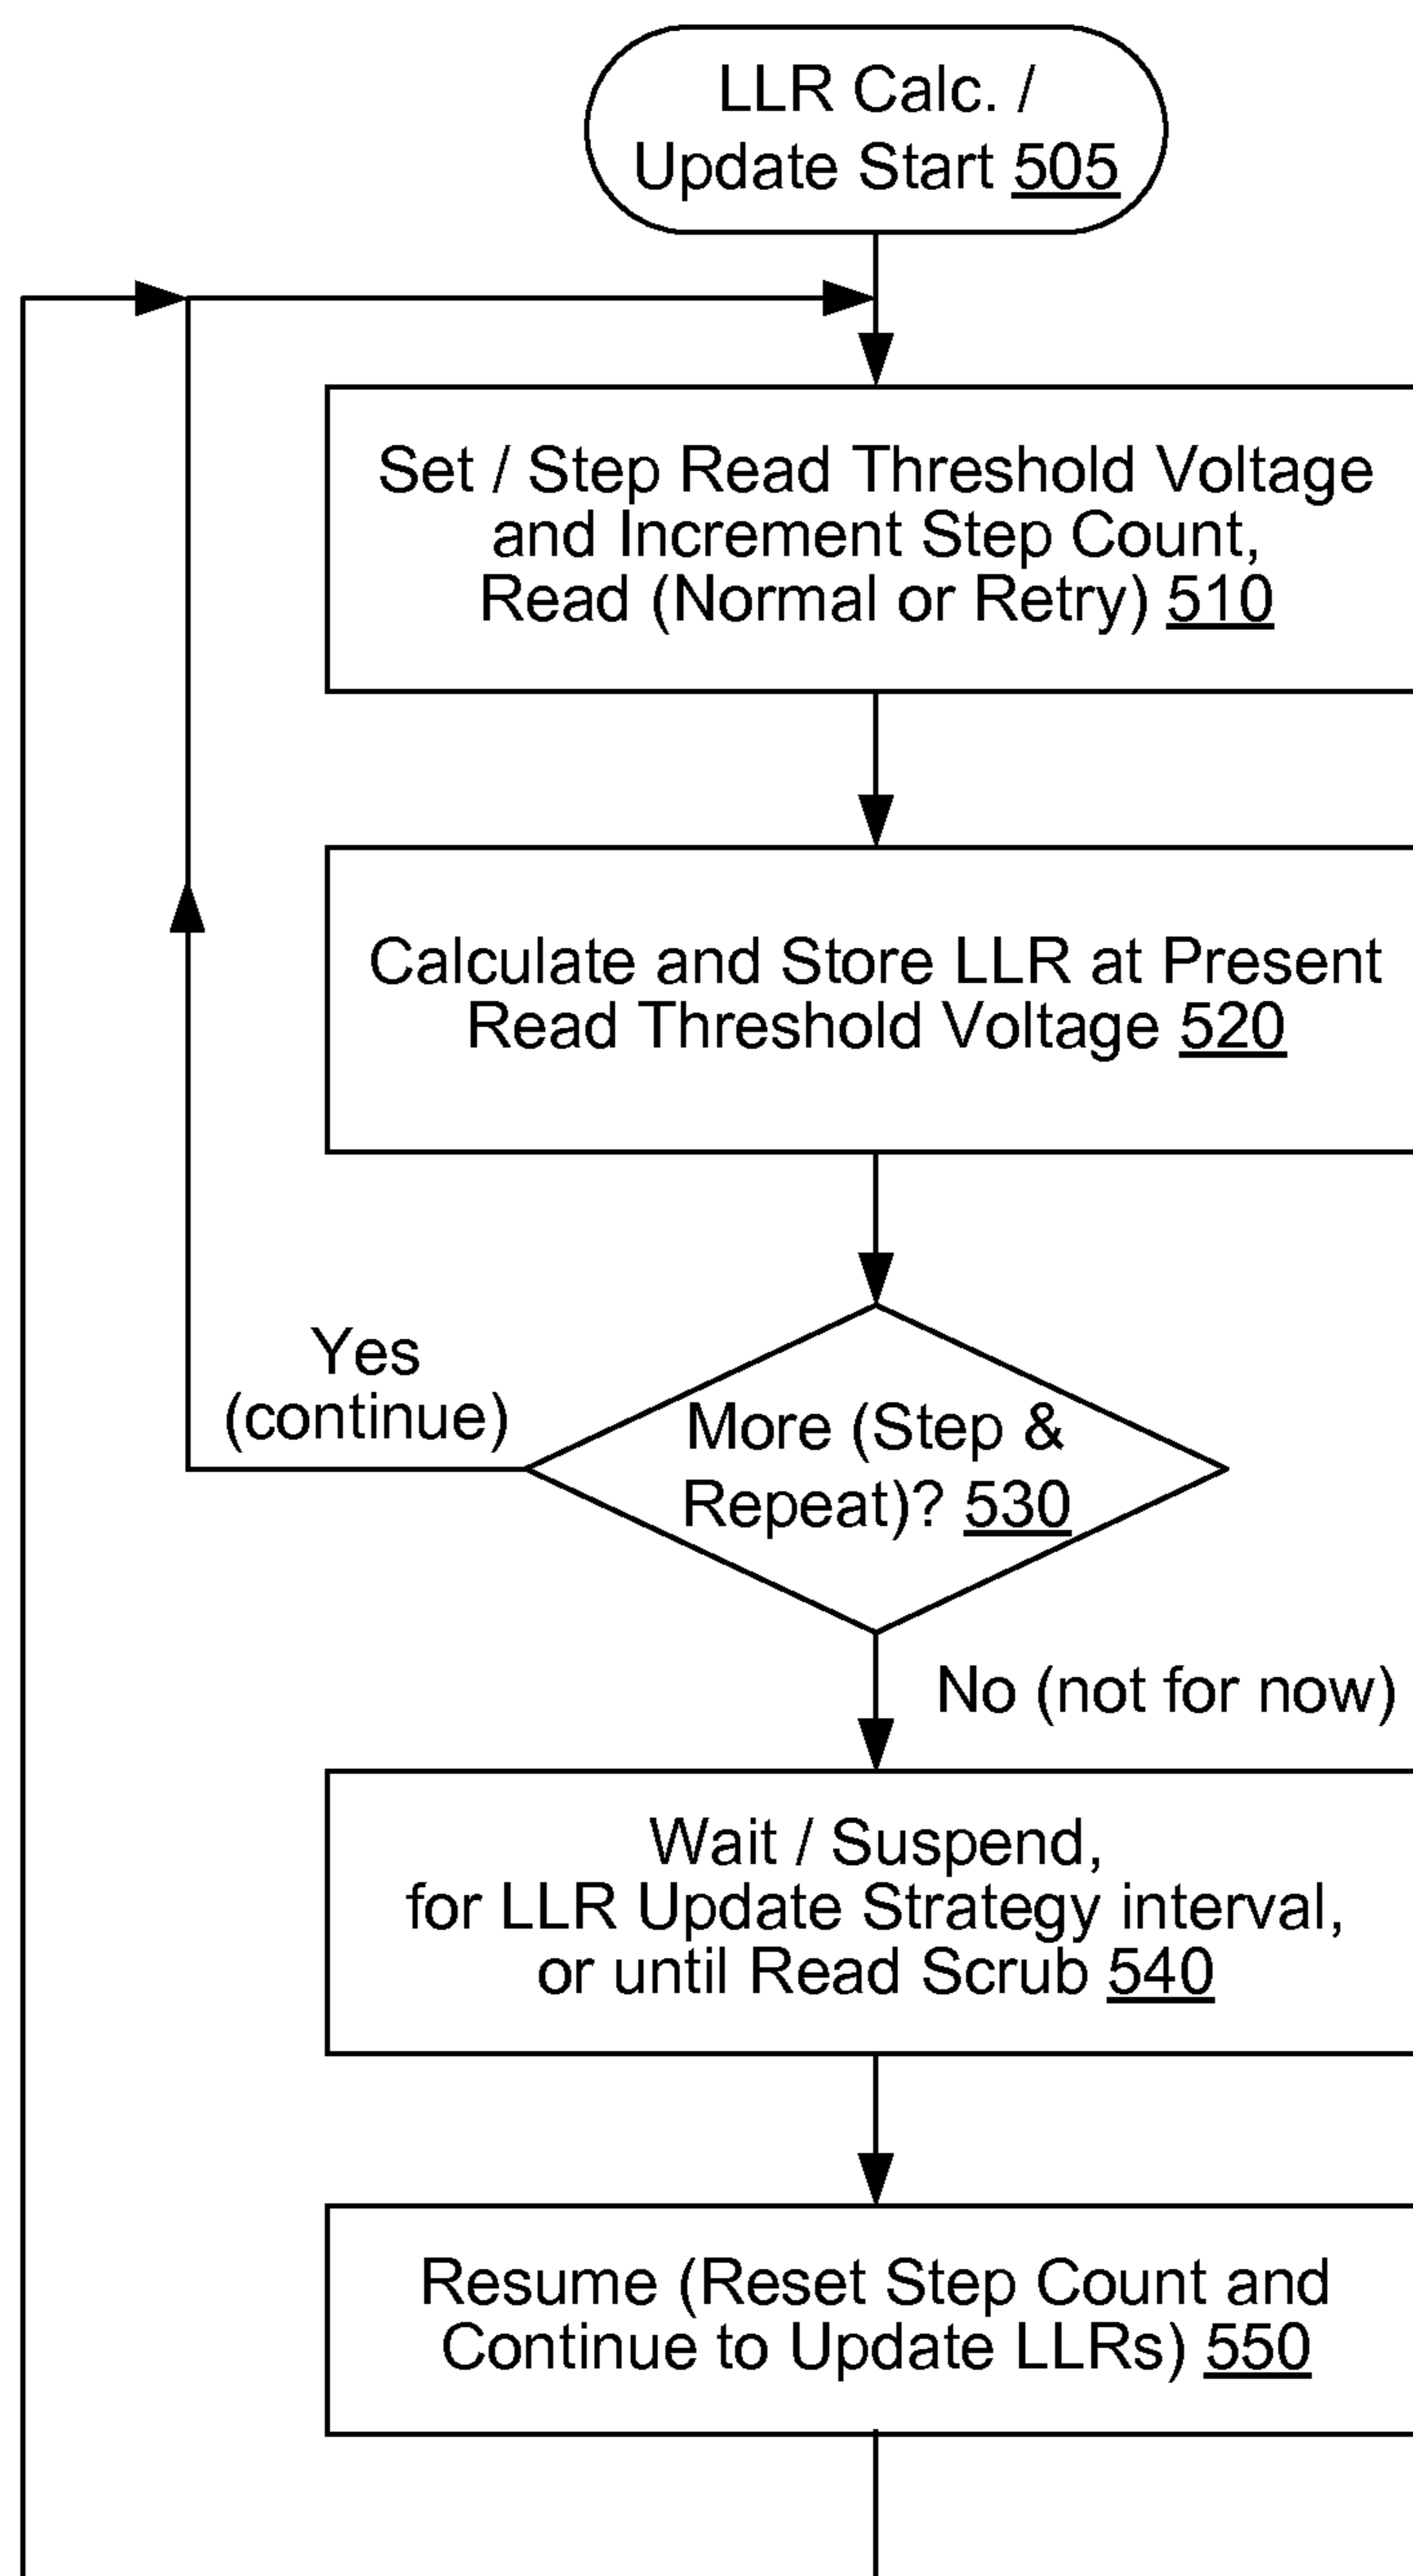 LLR Calc. /
Update Start 505
Set / Step Read Threshold Voltage
and Increment Step Count,
Read (Normal or Retry) 510
Calculate and Store LLR at Present
Read Threshold Voltage 520
Yes
(continue)
More (Step &
Repeat)? 530
No (not for now)
Wait / Suspend,
for LLR Update Strategy interval,
or until Read Scrub 540
Resume (Reset Step Count and
Continue to Update LLRs) 550